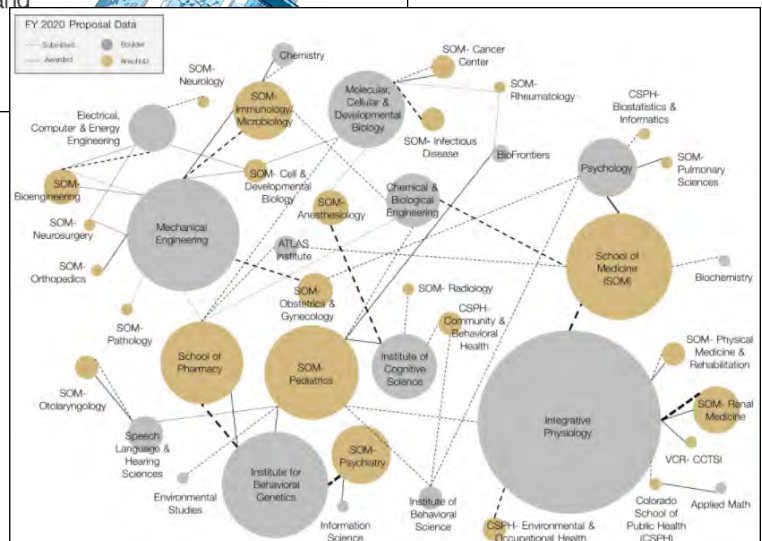 and
FY 2020 Proposal Data
Submitted
Boulder
Awarded
Anschutz
Chemistry
SOM- Cancer
Center
SOM-
Neurology
SOM-
Immunology/
Microbiology
Molecular,
Cellular &
Developmental
Biology
SOM-
Rheumatology
CSPH-
Biostatistics &
Informatics
Electrical,
Computer & Energy
Engineering
SOM- Infectious
Disease
BioFrontiers
Psychology
SOM-
Pulmonary
Sciences
SOM-
Bioengineering
SOM- Cell &
Developmental
Biology
SOM-
Anesthesiology
Chemical &
Biological
Engineering
SOM-
Neurosurgery
Mechanical
Engineering
ATLAS
Institute
School of
Medicine
(SOM)
Biochemistry
SOM-
Orthopedics
SOM-
Obstetrics &
Gynecology
SOM- Radiology
CSPH-
Community &
Behavioral
Health
SOM-
Pathology
School of
Pharmacy
SOM-
Pediatrics
Institute of
Cognitive
Science
SOM- Physical
Medicine &
Rehabilitation
SOM-
Otolaryngology
Integrative
Physiology
SOM- Renal
Medicine
Speech
Language &
Hearing
Sciences
SOM-
Psychiatry
VCR- CCTSI
Institute for
Behavioral
Genetics
Environmental
Studies
Information
Science
Institute of
Behavioral
Science
CSPH- Environmental &
Occupational Health
Colorado
School of
Public Health
(CSPH)
Applied Math